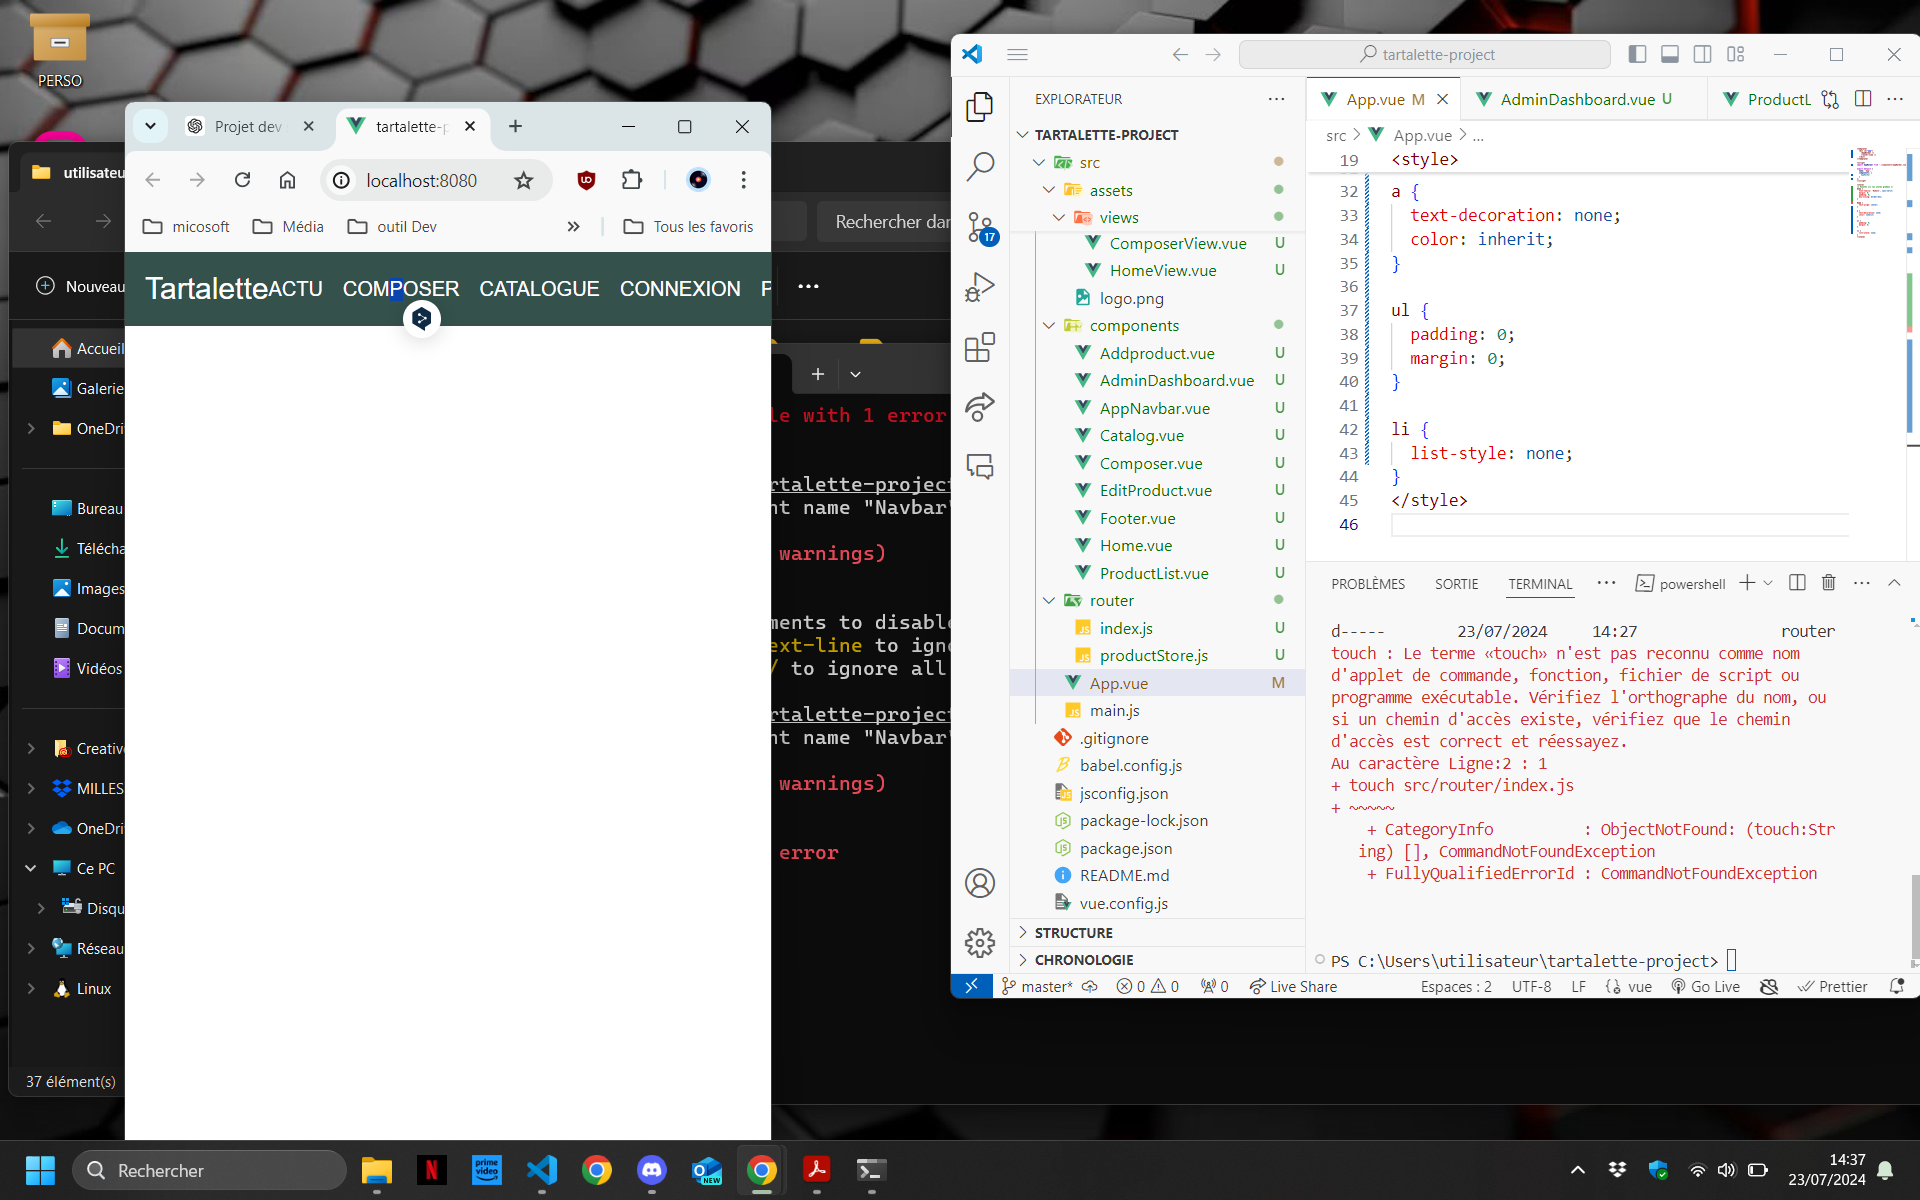 PERSO
utilisateu
Rechercher dan
Nouveau
Accueil
Galerie
OneDri
Bureau
Télécha
Images
Docum
Vidéos
Creative
MILLES
OneDri
Ce PC
Disqu
Réseau
Linux
37 élément(s)
Projet dev
tartalette-p
localhost:8080
micosoft
Média
outil Dev
Tous les favoris
TartaletteACTU COMPOSER CATALOGUE CONNEXION P
le with 1 error
rtalette-project
nt name "Navbar"
warnings)
ments to disable
ext-line to igno
/ to ignore all
rtalette-project
nt name "Navbar"
warnings)
error
tartalette-project
EXPLORATEUR
TARTALETTE-PROJECT
src
assets
views
ComposerView.vue U
HomeView.vue U
logo.png
components
Addproduct.vue U
AdminDashboard.vue U
AppNavbar.vue U
Catalog.vue U
Composer.vue U
EditProduct.vue U
Footer.vue U
Home.vue U
ProductList.vue U
router
index.js U
productStore.js U
App.vue M
main.js
.gitignore
babel.config.js
jsconfig.json
package-lock.json
package.json
README.md
vue.config.js
STRUCTURE
CHRONOLOGIE
17
App.vue M
AdminDashboard.vue U
ProductL
src > App.vue > ...
19 <style>
32 a {
33 text-decoration: none;
34 color: inherit;
35 }
36
37 ul {
38 padding: 0;
39 margin: 0;
40 }
41
42 li {
43 list-style: none;
44 }
45 </style>
46
PROBLÈMES SORTIE TERMINAL powershell
d----- 23/07/2024 14:27 router
touch : Le terme «touch» n'est pas reconnu comme nom
d'applet de commande, fonction, fichier de script ou
programme exécutable. Vérifiez l'orthographe du nom, ou
si un chemin d'accès existe, vérifiez que le chemin
d'accès est correct et réessayez.
Au caractère Ligne:2 : 1
+ touch src/router/index.js
+ ~~~~~
+ CategoryInfo : ObjectNotFound: (touch:Str
ing) [], CommandNotFoundException
+ FullyQualifiedErrorId : CommandNotFoundException
PS C:\Users\utilisateur\tartalette-project>
master* 0 0 0 Live Share Espaces : 2 UTF-8 LF vue Go Live Prettier
Rechercher
14:37
23/07/2024